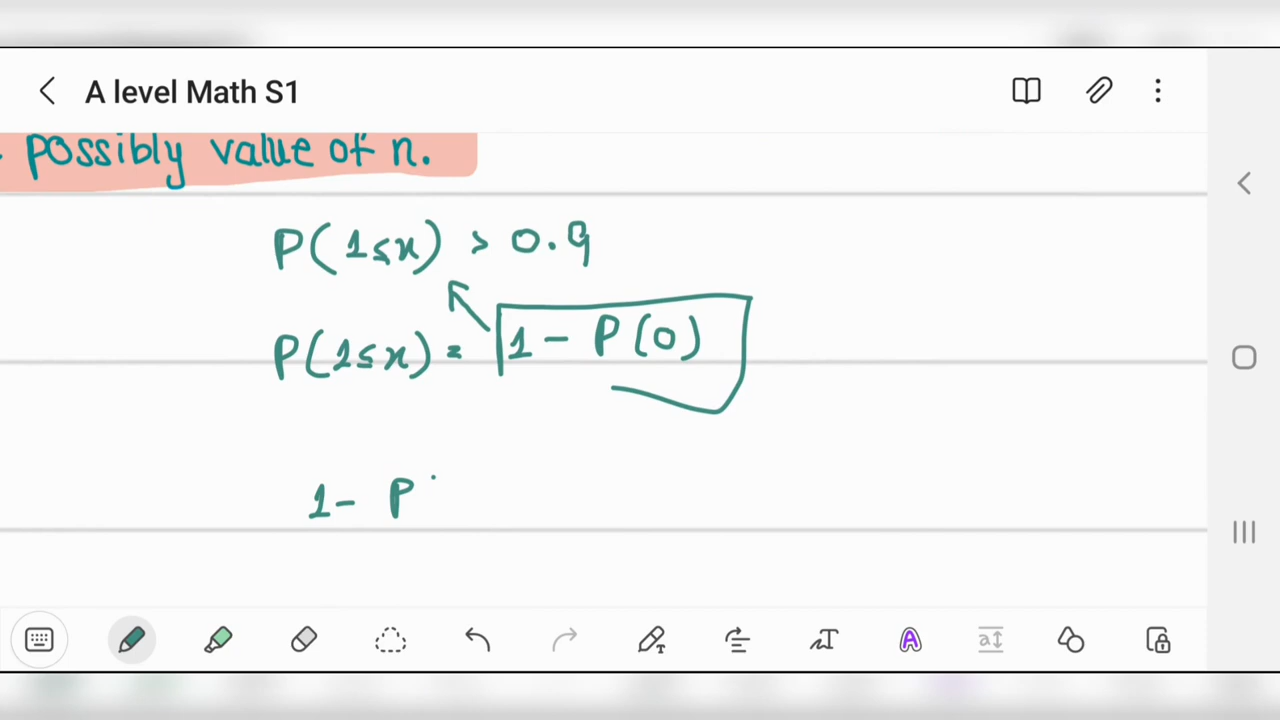 A level Math S1
possibly value of n.
P(1≤x) > 0.9
P(1≤x) = 1 - P(0)
1- P